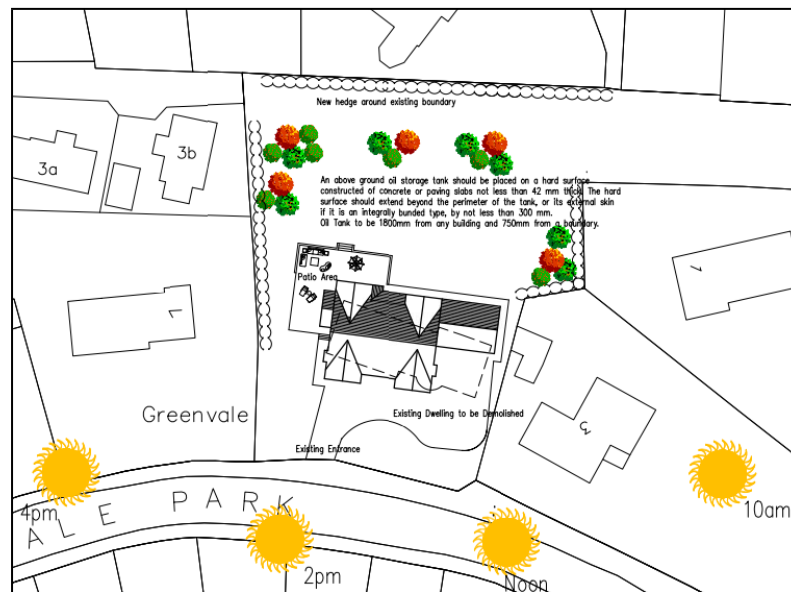 New hedge around existing boundary
3a
3b
An above ground oil storage tank should be placed on a hard surface
constructed of concrete or paving slabs not less than 42 mm thick. The hard
surface should extend beyond the perimeter of the tank, or its external skin
if it is an integrally bunded type, by not less than 300 mm.
Oil Tank to be 1800mm from any building and 750mm from a boundary.
Patio Area
1
7
Greenvale
Existing Dwelling to be Demolished
3
Existing Entrance
4pm
10am
ALE PARK
2pm
Noon